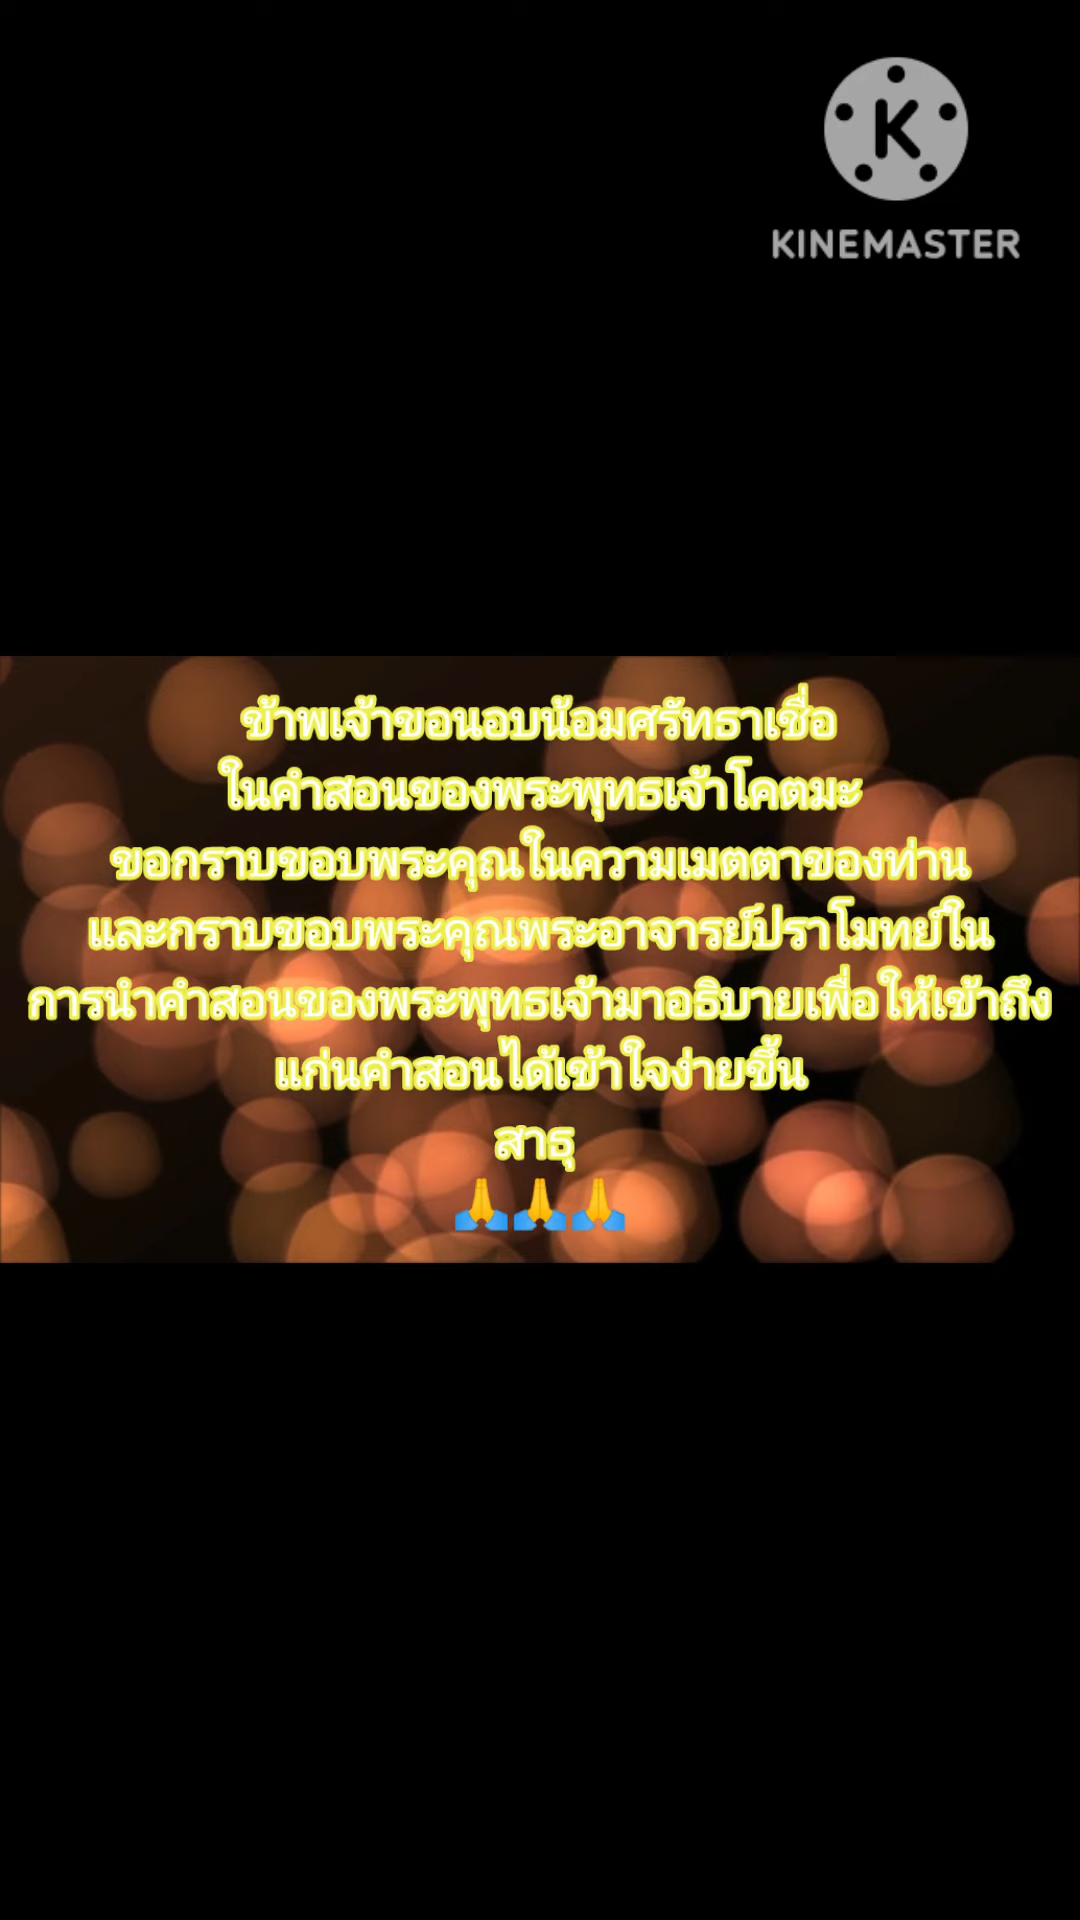 KINEMASTER
ข้าพเจ้าขอนอบน้อมศรัทธาเชื่อ
ในคำสอนของพระพุทธเจ้าโคตมะ
ขอกราบขอบพระคุณในความเมตตาของท่าน
และกราบขอบพระคุณพระอาจารย์ปราโมทย์ใน
การนำคำสอนของพระพุทธเจ้ามาอธิบายเพื่อให้เข้าถึง
แก่นคำสอนได้เข้าใจง่ายขึ้น
สาธุ
🙏🙏🙏